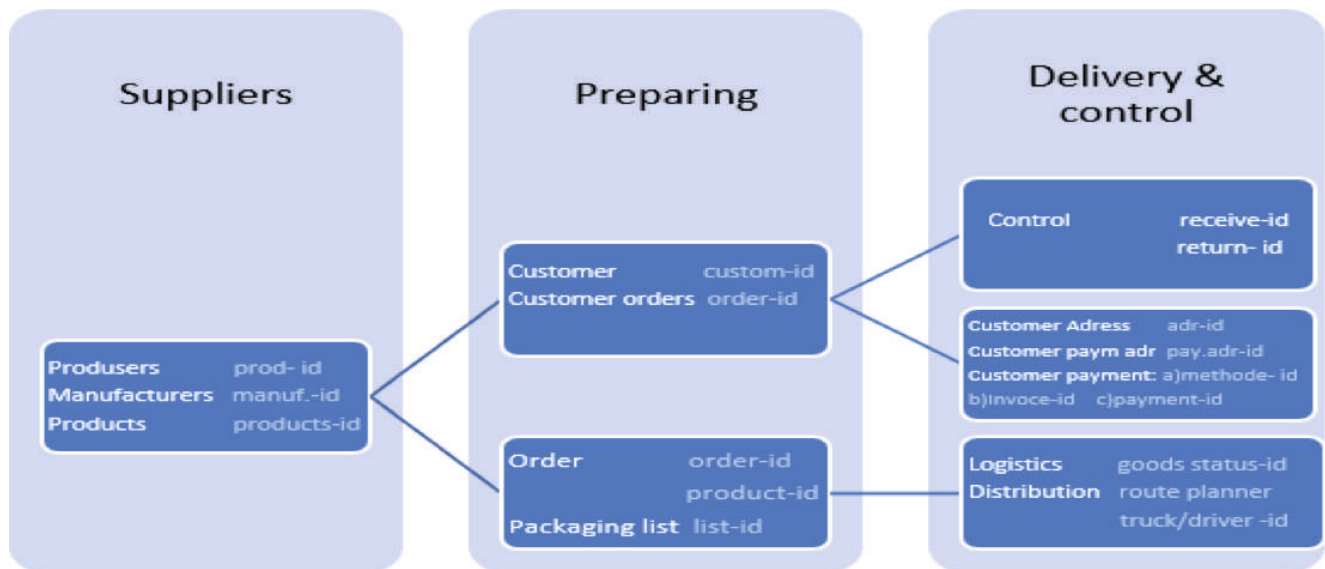 Suppliers
Produsers prod- id
Manufacturers manuf.-id
Products products-id
Preparing
Customer custom-id
Customer orders order-id
Order order-id
product-id
Packaging list list-id
Delivery &
control
Control receive-id
return- id
Customer Adress adr-id
Customer paym adr pay.adr-id
Customer payment: a)methode- id
b)Invoce-id c)payment-id
Logistics goods status-id
Distribution route planner
truck/driver -id